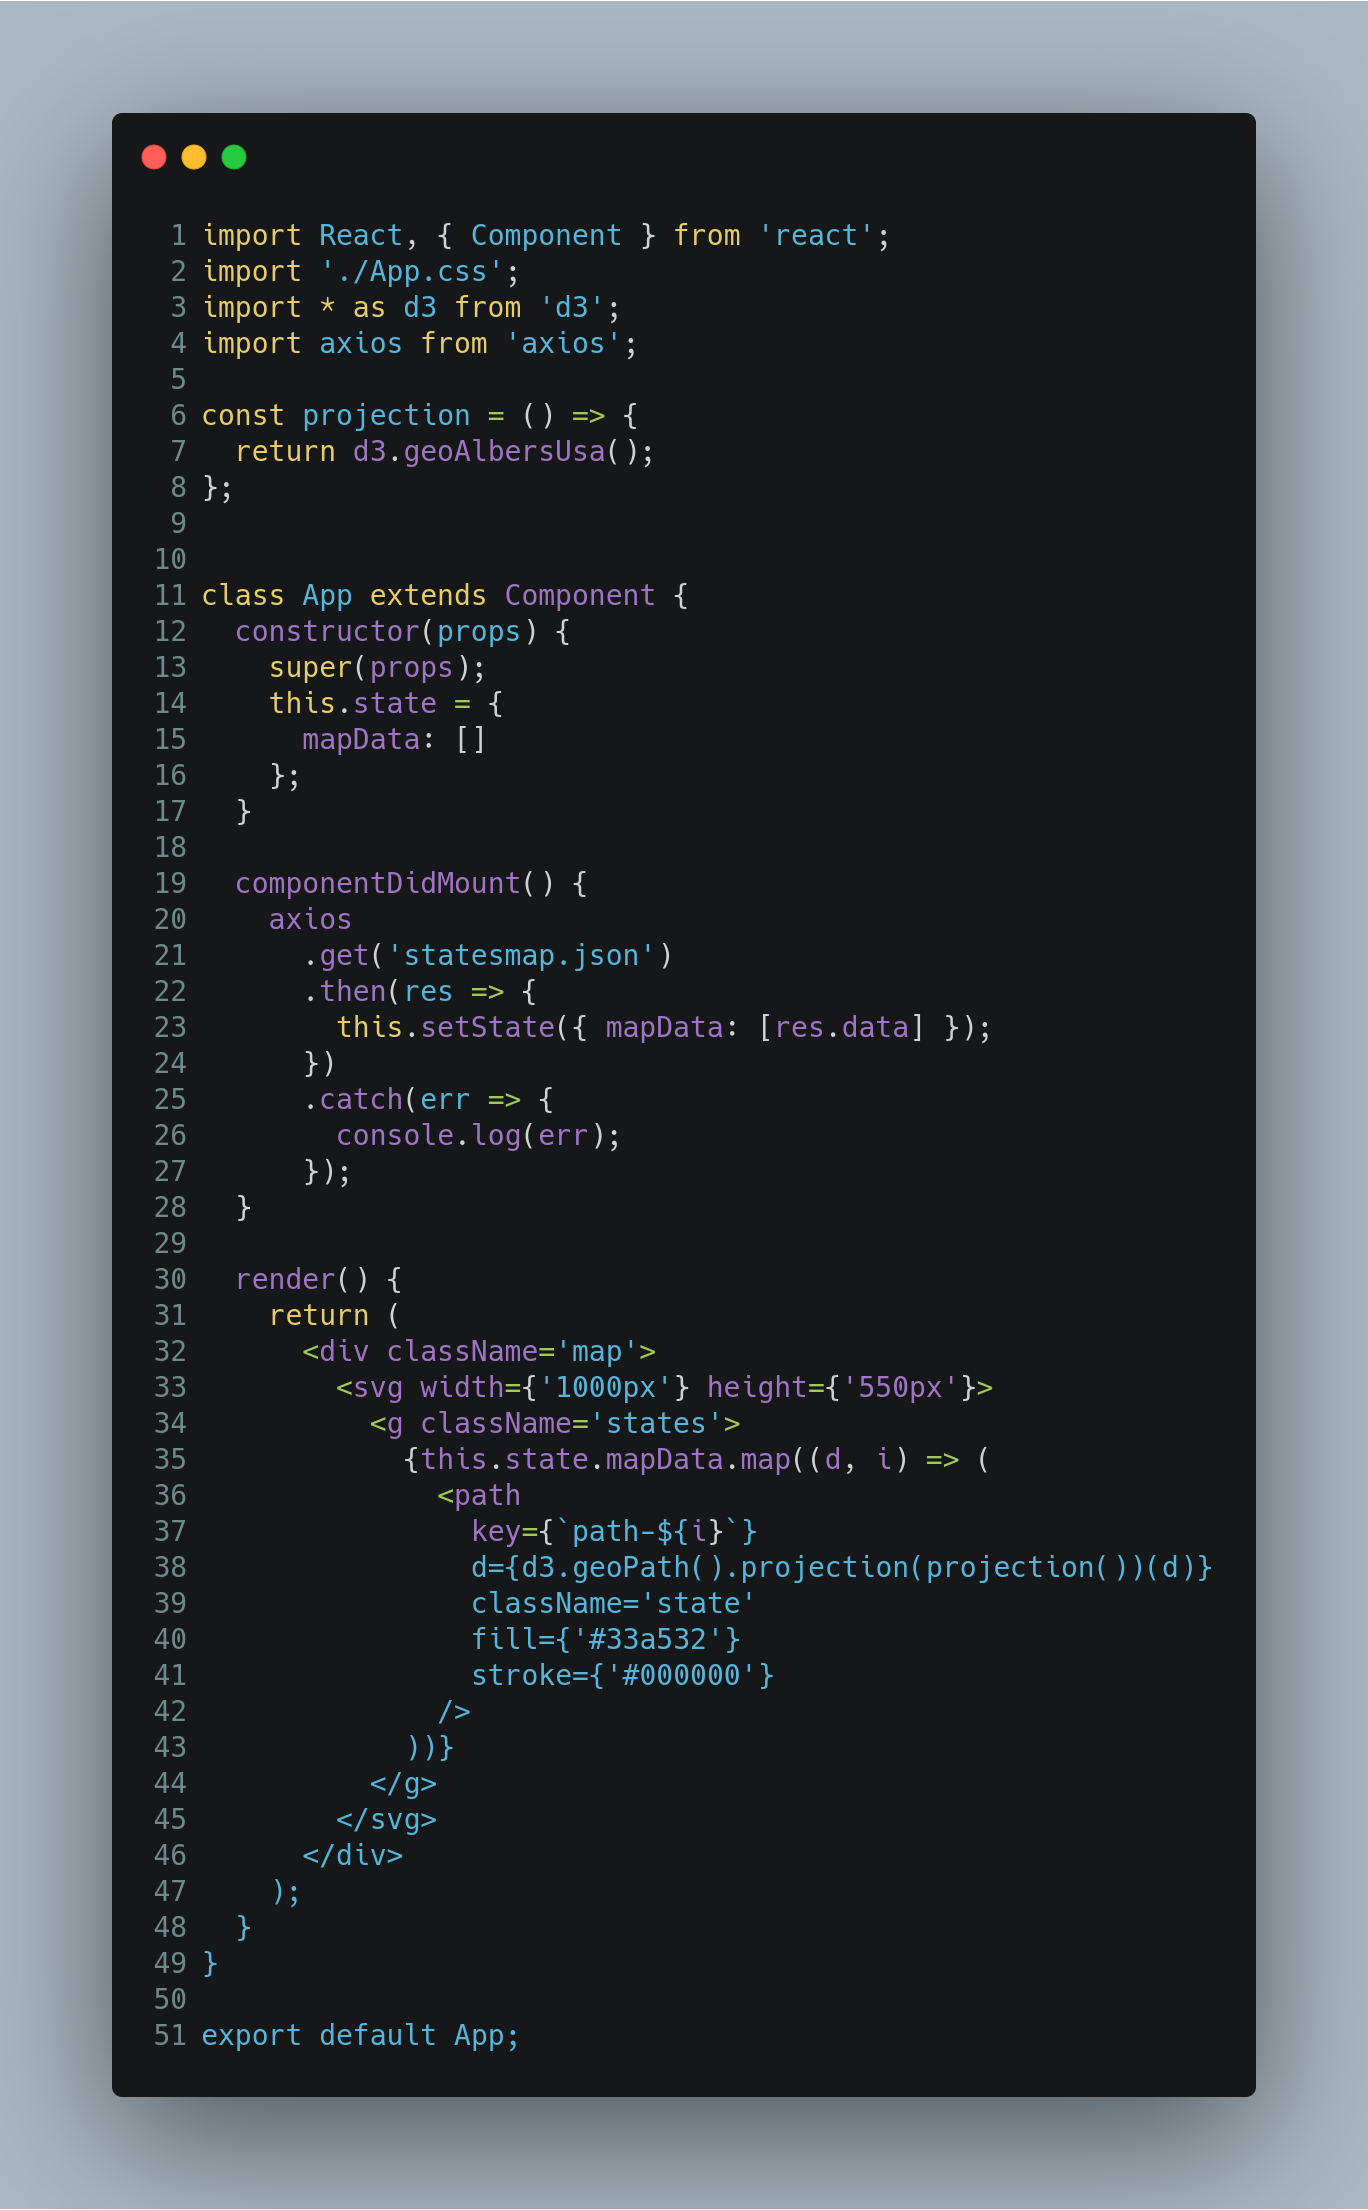 1 import React, { Component } from 'react';
2 import './App.css';
3 import * as d3 from 'd3';
4 import axios from 'axios';
5
6 const projection = () => {
7   return d3.geoAlbersUsa();
8 };
9
10
11 class App extends Component {
12   constructor(props) {
13     super(props);
14     this.state = {
15       mapData: []
16     };
17   }
18
19   componentDidMount() {
20     axios
21       .get('statesmap.json')
22       .then(res => {
23         this.setState({ mapData: [res.data] });
24       })
25       .catch(err => {
26         console.log(err);
27       });
28   }
29
30   render() {
31     return (
32       <div className='map'>
33         <svg width={'1000px'} height={'550px'}>
34           <g className='states'>
35             {this.state.mapData.map((d, i) => (
36               <path
37                 key={`path-${i}`}
38                 d={d3.geoPath().projection(projection())(d)}
39                 className='state'
40                 fill={'#33a532'}
41                 stroke={'#000000'}
42               />
43             ))}
44           </g>
45         </svg>
46       </div>
47     );
48   }
49 }
50
51 export default App;